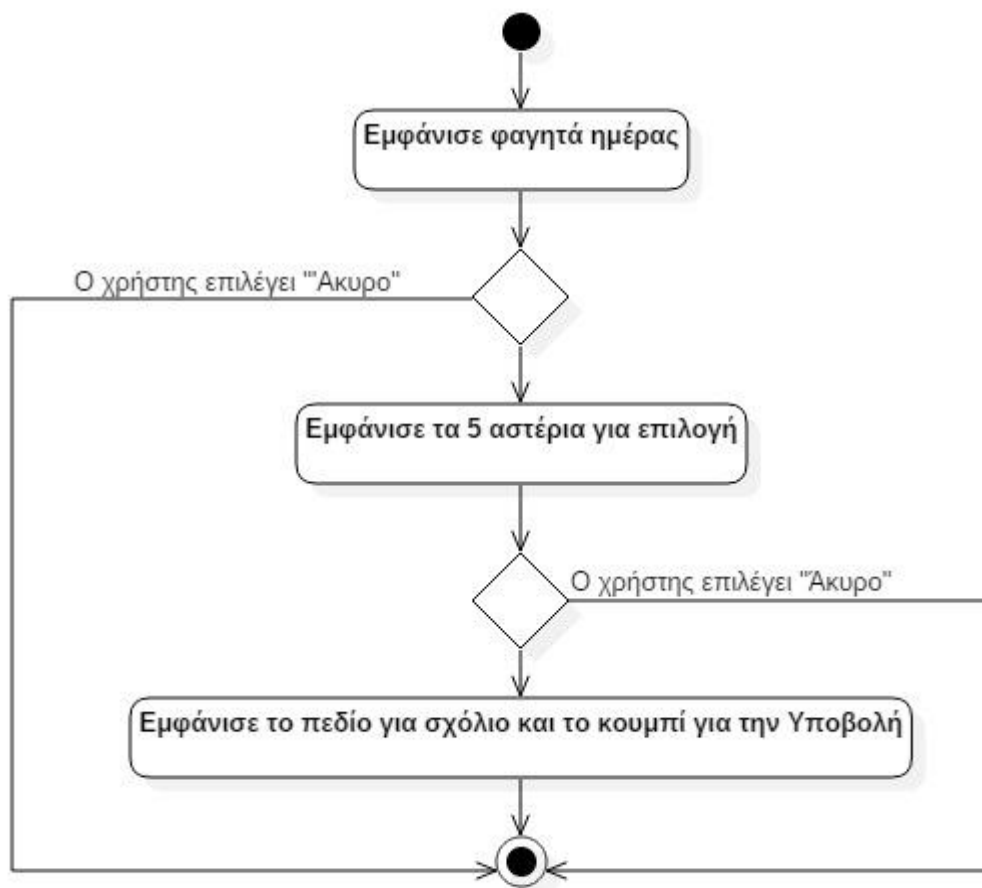 Εμφάνισε φαγητά ημέρας
Ο χρήστης επιλέγει "'Ακυρο"
Εμφάνισε τα 5 αστέρια για επιλογή
Ο χρήστης επιλέγει "Άκυρο"
Εμφάνισε το πεδίο για σχόλιο και το κουμπί για την Υποβολή